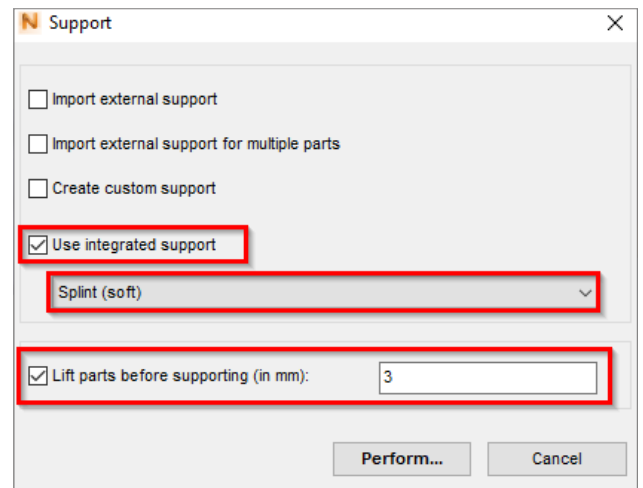 N Support
Import external support
Import external support for multiple parts
Create custom support
Use integrated support
Splint (soft)
Lift parts before supporting (in mm): 3
Perform... Cancel